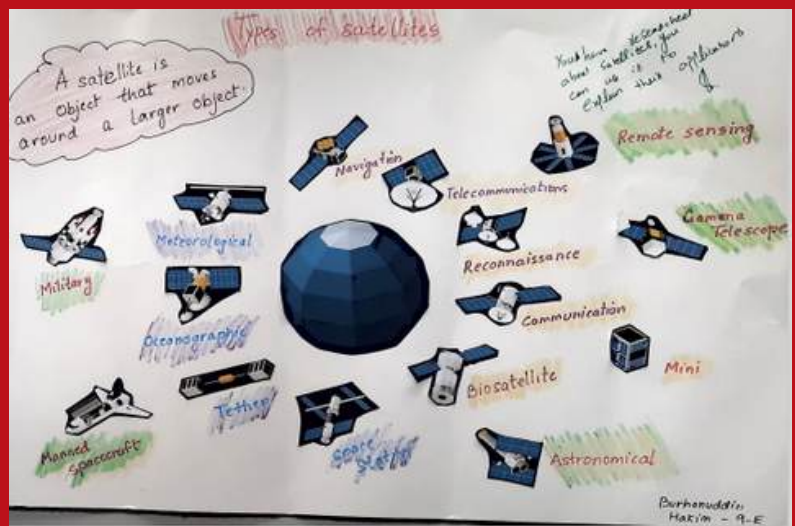 Types of satellites
A satellite is
an object that moves
around a larger object.
You have researched
about satellites, you
can us it to
explain their applications
Remote sensing
Navigation
Telecommunications
Meteorological
Gamma
Telescope
Reconnaissance
Military
Communication
Oceanographic
Mini
Biosatellite
Tether
Manned
Spacecraft
Space
Astronomical
Burhanuddin
Hakim - 9-E